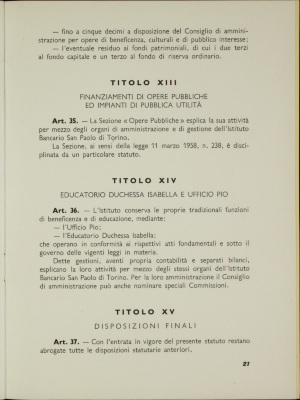 — fino a cinque decimi a disposizione del Consiglio di ammini-
strazione per opere di beneficenza, culturali e di pubblico interesse;
— l'eventuale residuo ai fondi patrimoniali, di cui i due terzi
al fondo capitale e un terzo al fondo di riserva ordinario.
TITOLO XIII
FINANZIAMENTI DI OPERE PUBBLICHE
ED IMPIANTI DI PUBBLICA UTILITÀ
Art. 35. — La Sezione « Opere Pubbliche » esplica la sua attività
per mezzo degli organi di amministrazione e di gestione dell'Istituto
Bancario San Paolo di Torino.
La Sezione, ai sensi della legge 11 marzo 1958, n. 238, è disci-
plinata da un particolare statuto.
TITOLO XIV
EDUCATORIO DUCHESSA ISABELLA E UFFICIO PIO
Art. 36. — L'Istituto conserva le proprie tradizionali funzioni
di beneficenza e di educazione, mediante:
— l'Ufficio Pio;
— l'Educatorio Duchessa Isabella;
che operano in conformità ai rispettivi atti fondamentali e sotto il
governo delle vigenti leggi in materia.
Dette gestioni, aventi propria contabilità e separati bilanci,
esplicano la loro attività per mezzo degli stessi organi dell'Istituto
Bancario San Paolo di Torino. Per la loro amministrazione il Consiglio
di amministrazione può anche nominare speciali Commissioni.
TITOLO XV
DISPOSIZIONI FINALI
Art. 37. — Con l'entrata in vigore del presente statuto restano
abrogate tutte le disposizioni statutarie anteriori.
27